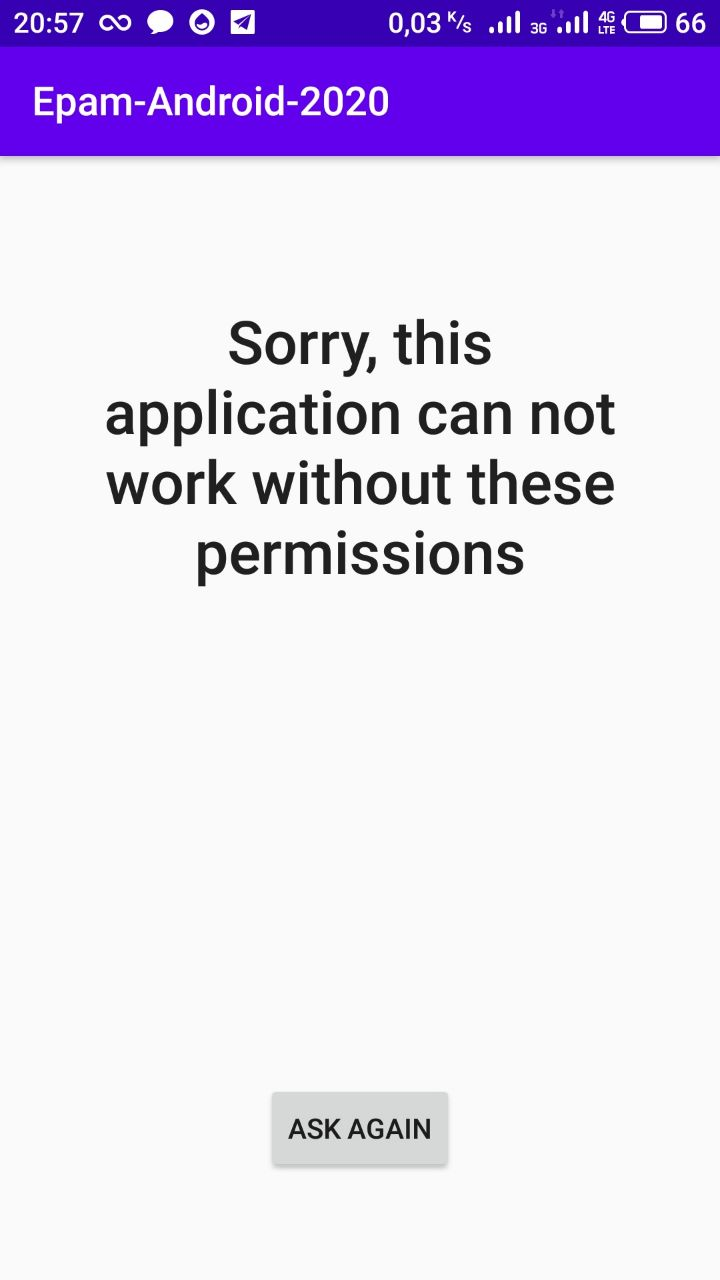 20:57 0,03 K/s 3G 4G LTE 66
Epam-Android-2020
Sorry, this
application can not
work without these
permissions
ASK AGAIN